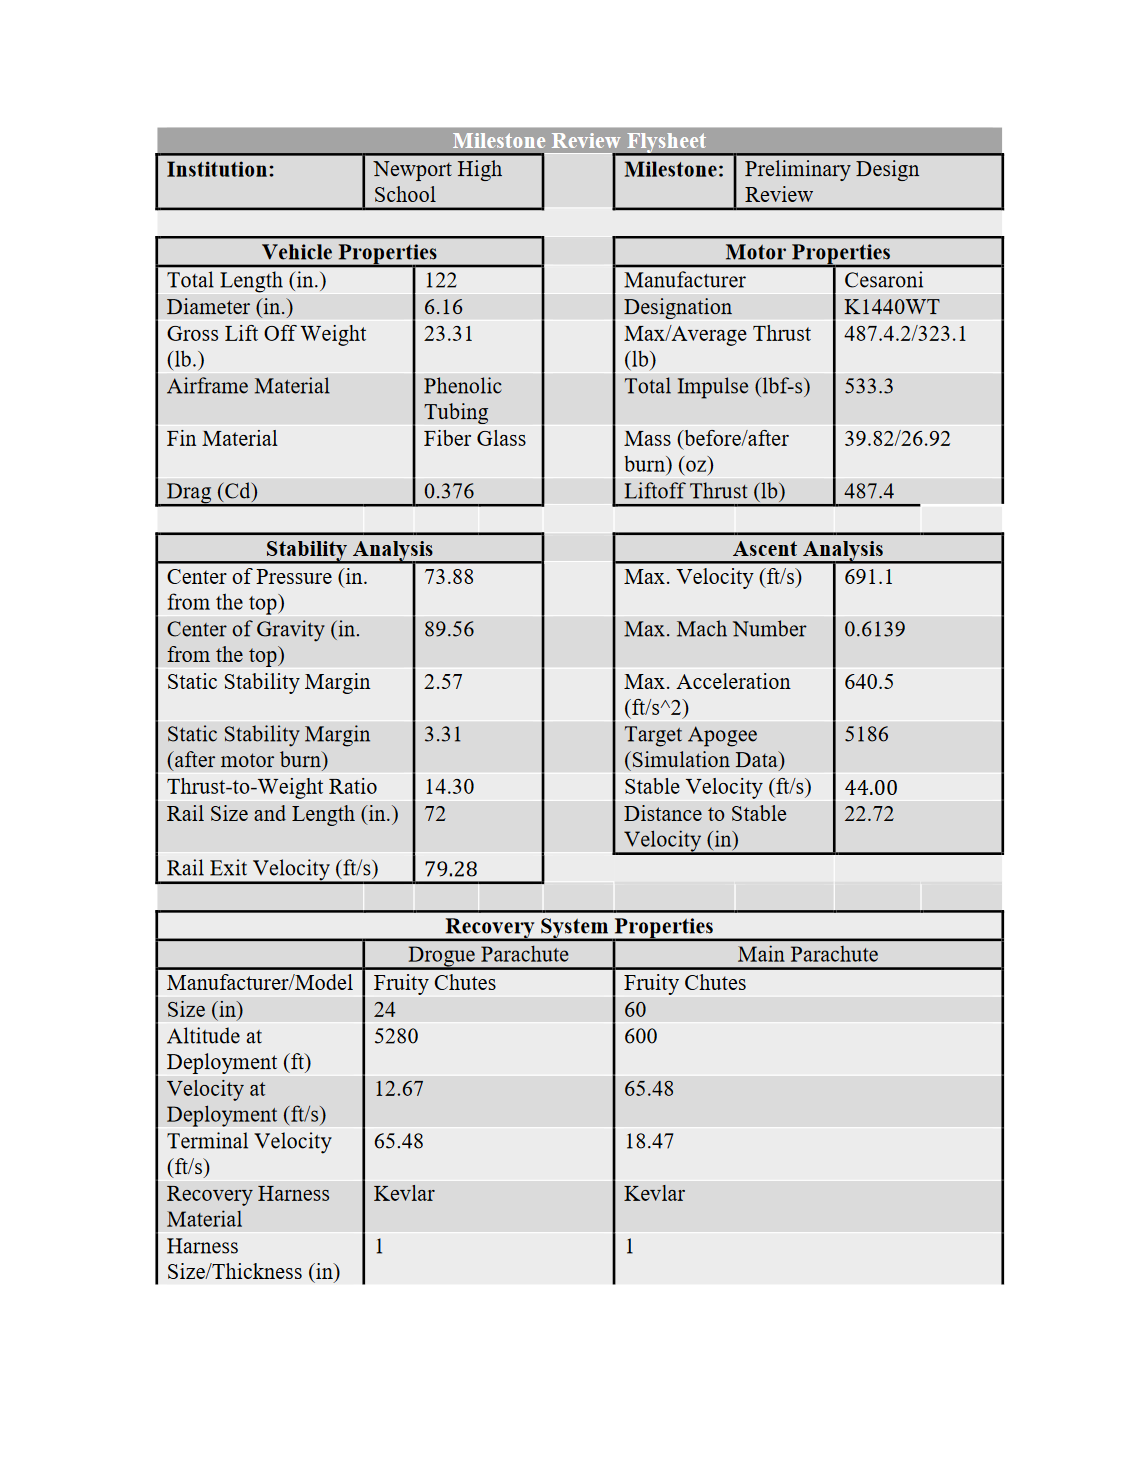 Milestone Review Flysheet
Institution: Newport High School Milestone: Preliminary Design Review
Vehicle Properties
Total Length (in.) 122
Diameter (in.) 6.16
Gross Lift Off Weight (lb.) 23.31
Airframe Material Phenolic Tubing
Fin Material Fiber Glass
Drag (Cd) 0.376
Motor Properties
Manufacturer Cesaroni
Designation K1440WT
Max/Average Thrust (lb) 487.4.2/323.1
Total Impulse (lbf-s) 533.3
Mass (before/after burn) (oz) 39.82/26.92
Liftoff Thrust (lb) 487.4
Stability Analysis
Center of Pressure (in. from the top) 73.88
Center of Gravity (in. from the top) 89.56
Static Stability Margin 2.57
Static Stability Margin (after motor burn) 3.31
Thrust-to-Weight Ratio 14.30
Rail Size and Length (in.) 72
Rail Exit Velocity (ft/s) 79.28
Ascent Analysis
Max. Velocity (ft/s) 691.1
Max. Mach Number 0.6139
Max. Acceleration (ft/s^2) 640.5
Target Apogee (Simulation Data) 5186
Stable Velocity (ft/s) 44.00
Distance to Stable Velocity (in) 22.72
Recovery System Properties
Drogue Parachute Main Parachute
Manufacturer/Model Fruity Chutes Fruity Chutes
Size (in) 24 60
Altitude at Deployment (ft) 5280 600
Velocity at Deployment (ft/s) 12.67 65.48
Terminal Velocity (ft/s) 65.48 18.47
Recovery Harness Material Kevlar Kevlar
Harness Size/Thickness (in) 1 1